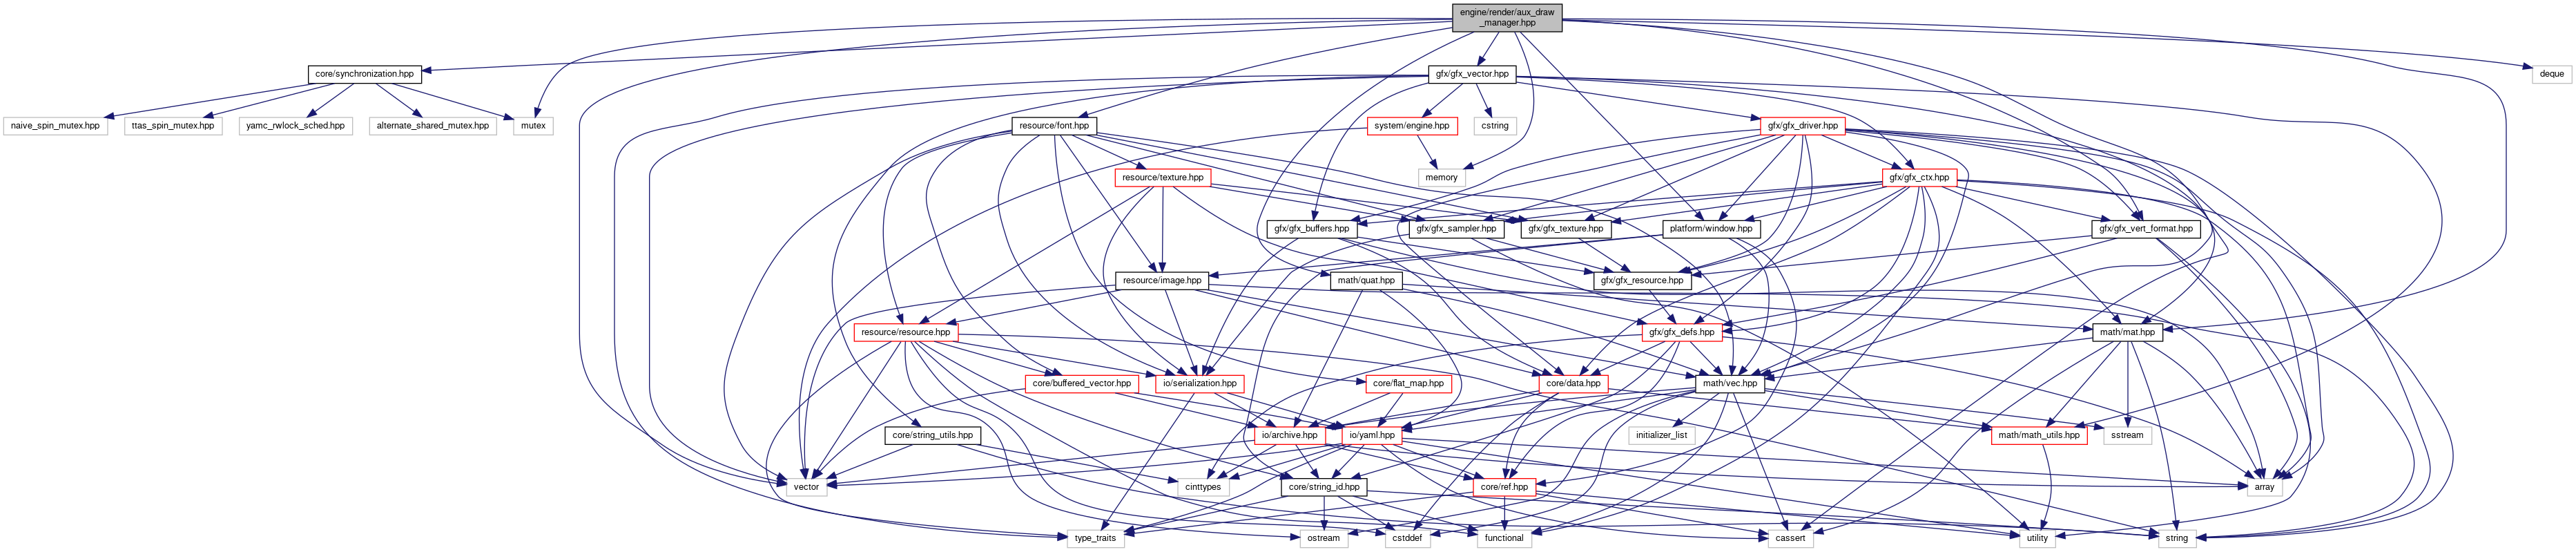 engine/render/aux_draw
_manager.hpp
core/synchronization.hpp
gfx/gfx_vector.hpp
deque
naive_spin_mutex.hpp
ttas_spin_mutex.hpp
yamc_rwlock_sched.hpp
alternate_shared_mutex.hpp
mutex
resource/font.hpp
system/engine.hpp
cstring
gfx/gfx_driver.hpp
resource/texture.hpp
memory
gfx/gfx_ctx.hpp
gfx/gfx_buffers.hpp
gfx/gfx_sampler.hpp
gfx/gfx_texture.hpp
platform/window.hpp
gfx/gfx_vert_format.hpp
resource/image.hpp
math/quat.hpp
gfx/gfx_resource.hpp
resource/resource.hpp
gfx/gfx_defs.hpp
math/mat.hpp
core/buffered_vector.hpp
io/serialization.hpp
core/flat_map.hpp
core/data.hpp
math/vec.hpp
core/string_utils.hpp
io/archive.hpp
io/yaml.hpp
initializer_list
math/math_utils.hpp
sstream
vector
cinttypes
core/string_id.hpp
core/ref.hpp
array
type_traits
ostream
cstddef
functional
cassert
utility
string